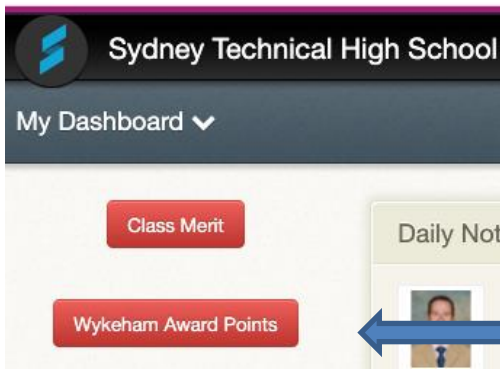 Sydney Technical High School
My Dashboard
Class Merit
Daily Not
Wykeham Award Points